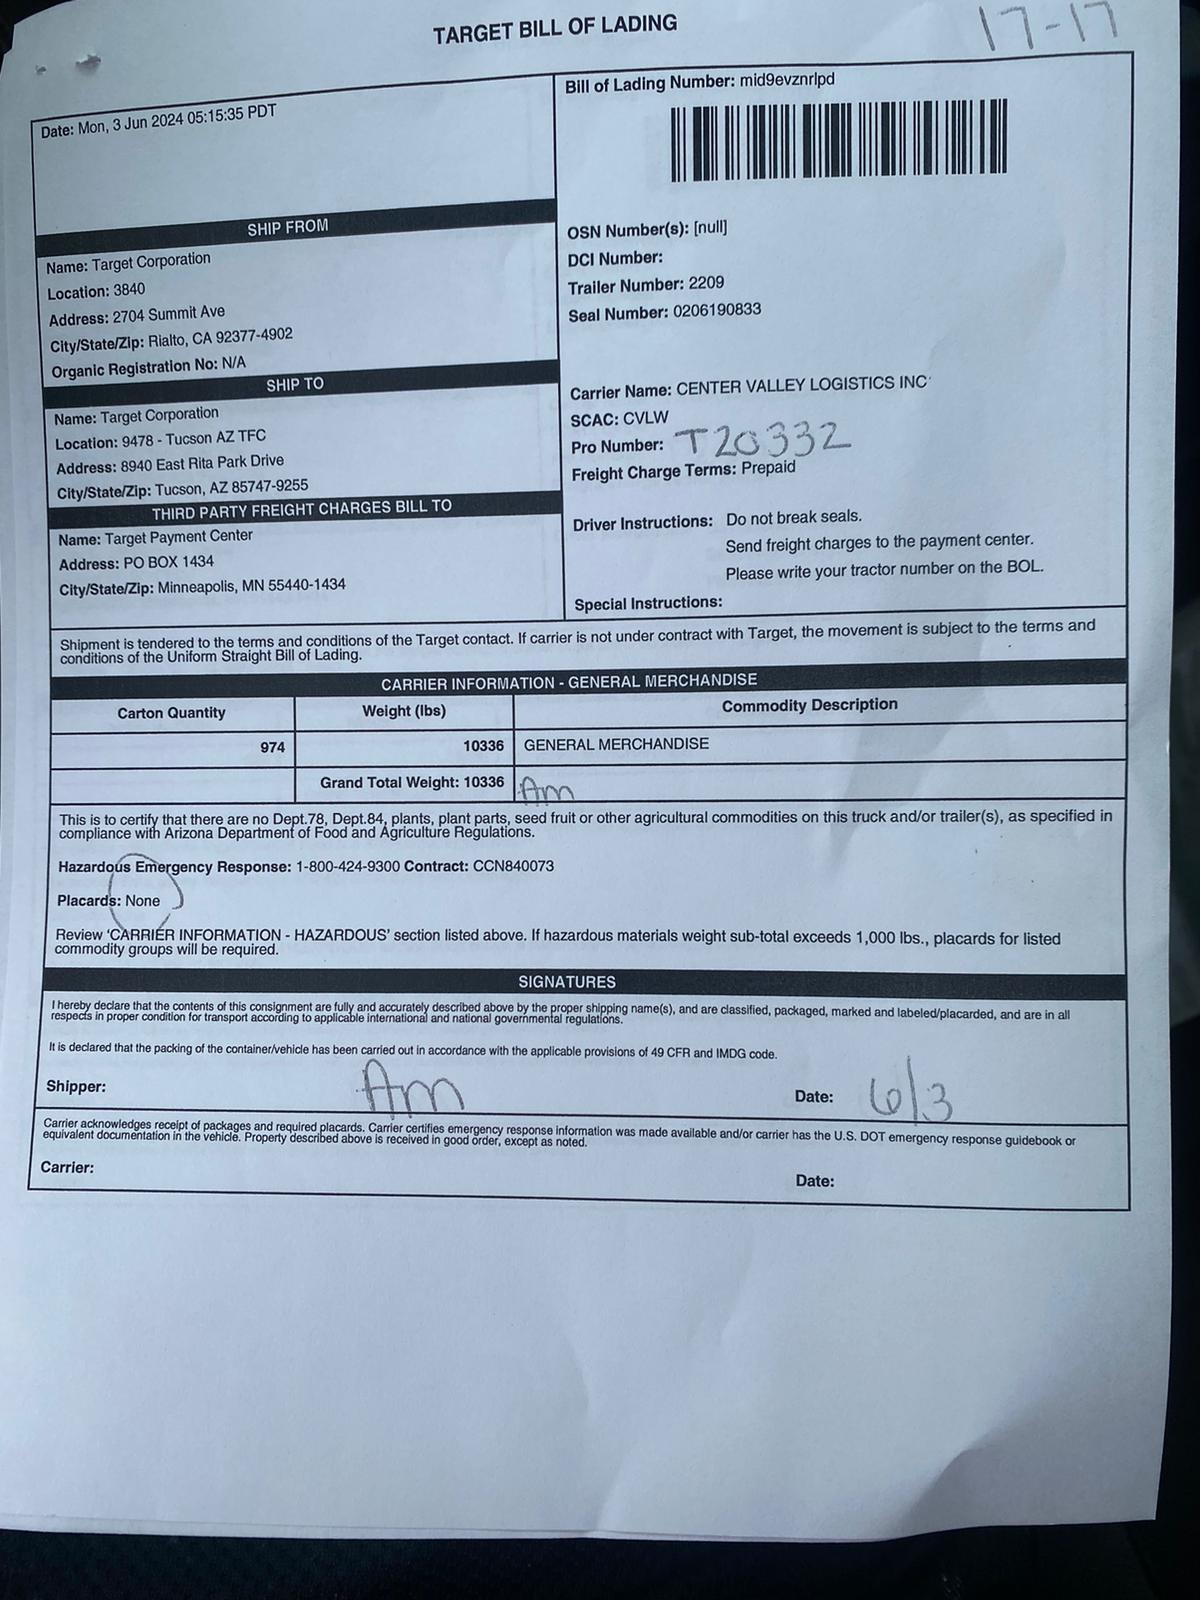 TARGET BILL OF LADING
17-17
Date: Mon, 3 Jun 2024 05:15:35 PDT
Bill of Lading Number: mid9evznrlpd
SHIP FROM
Name: Target Corporation
Location: 3840
Address: 2704 Summit Ave
City/State/Zip: Rialto, CA 92377-4902
Organic Registration No: N/A
OSN Number(s): [null]
DCI Number:
Trailer Number: 2209
Seal Number: 0206190833
SHIP TO
Name: Target Corporation
Location: 9478 - Tucson AZ TFC
Address: 8940 East Rita Park Drive
City/State/Zip: Tucson, AZ 85747-9255
Carrier Name: CENTER VALLEY LOGISTICS INC
SCAC: CVLW
Pro Number: T20332
Freight Charge Terms: Prepaid
THIRD PARTY FREIGHT CHARGES BILL TO
Name: Target Payment Center
Address: PO BOX 1434
City/State/Zip: Minneapolis, MN 55440-1434
Driver Instructions: Do not break seals.
Send freight charges to the payment center.
Please write your tractor number on the BOL.
Special Instructions:
Shipment is tendered to the terms and conditions of the Target contact. If carrier is not under contract with Target, the movement is subject to the terms and
conditions of the Uniform Straight Bill of Lading.
CARRIER INFORMATION - GENERAL MERCHANDISE
Carton Quantity Weight (lbs) Commodity Description
974 10336 GENERAL MERCHANDISE
Grand Total Weight: 10336 Am
This is to certify that there are no Dept.78, Dept.84, plants, plant parts, seed fruit or other agricultural commodities on this truck and/or trailer(s), as specified in
compliance with Arizona Department of Food and Agriculture Regulations.
Hazardous Emergency Response: 1-800-424-9300 Contract: CCN840073
Placards: None
Review 'CARRIER INFORMATION - HAZARDOUS' section listed above. If hazardous materials weight sub-total exceeds 1,000 lbs., placards for listed
commodity groups will be required.
SIGNATURES
I hereby declare that the contents of this consignment are fully and accurately described above by the proper shipping name(s), and are classified, packaged, marked and labeled/placarded, and are in all
respects in proper condition for transport according to applicable international and national governmental regulations.
It is declared that the packing of the container/vehicle has been carried out in accordance with the applicable provisions of 49 CFR and IMDG code.
Shipper: Am Date: 6/3
Carrier acknowledges receipt of packages and required placards. Carrier certifies emergency response information was made available and/or carrier has the U.S. DOT emergency response guidebook or
equivalent documentation in the vehicle. Property described above is received in good order, except as noted.
Carrier: Date: